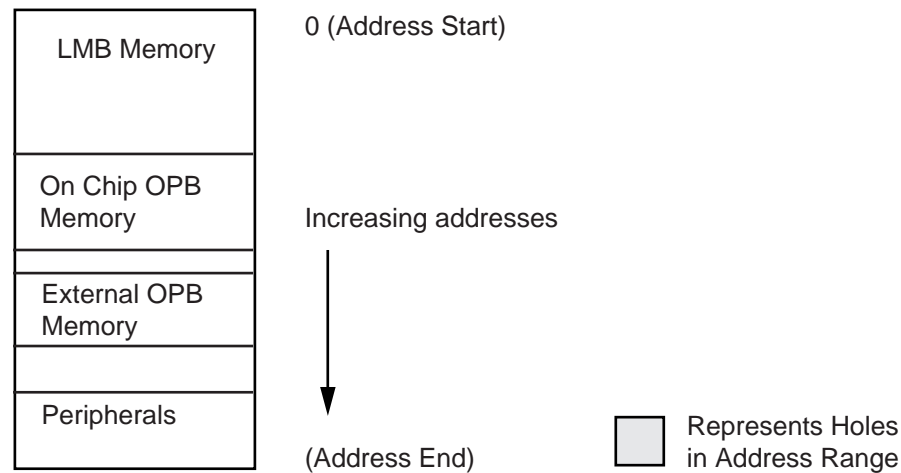 0 (Address Start)
LMB Memory
On Chip OPB
Memory
Increasing addresses
External OPB
Memory
Peripherals
(Address End)
Represents Holes
in Address Range